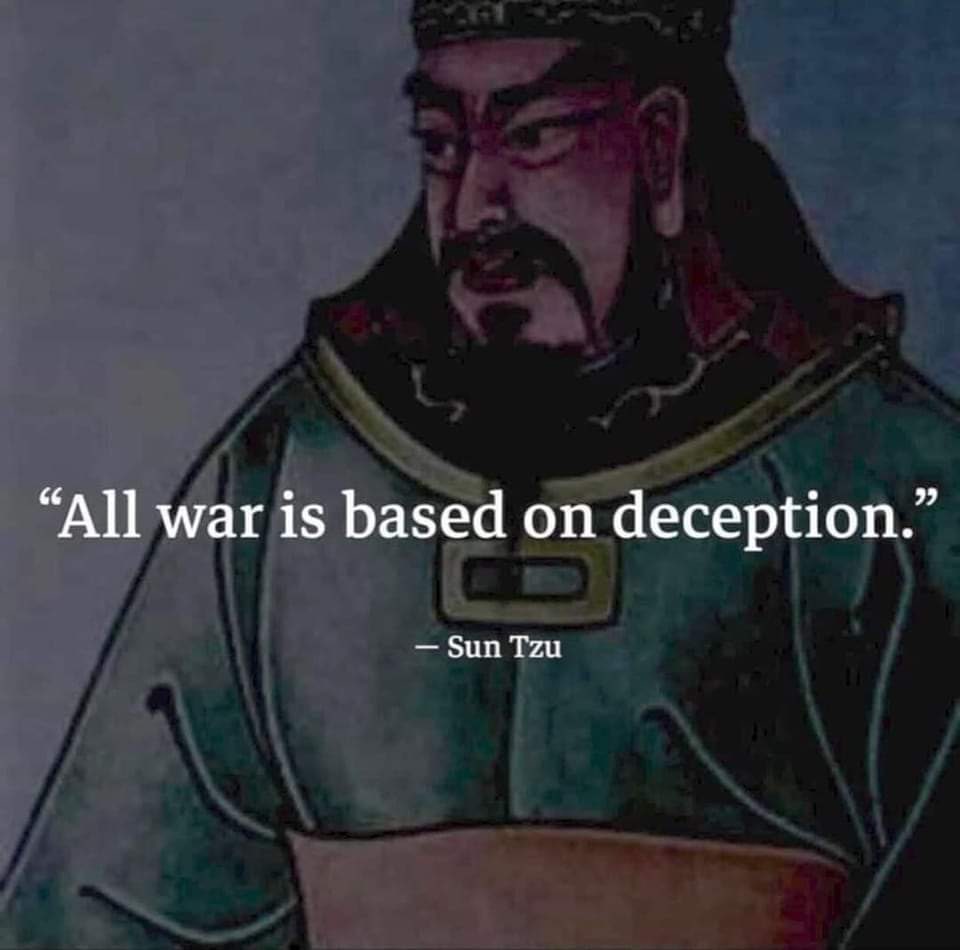 “All war is based on deception.”
— Sun Tzu